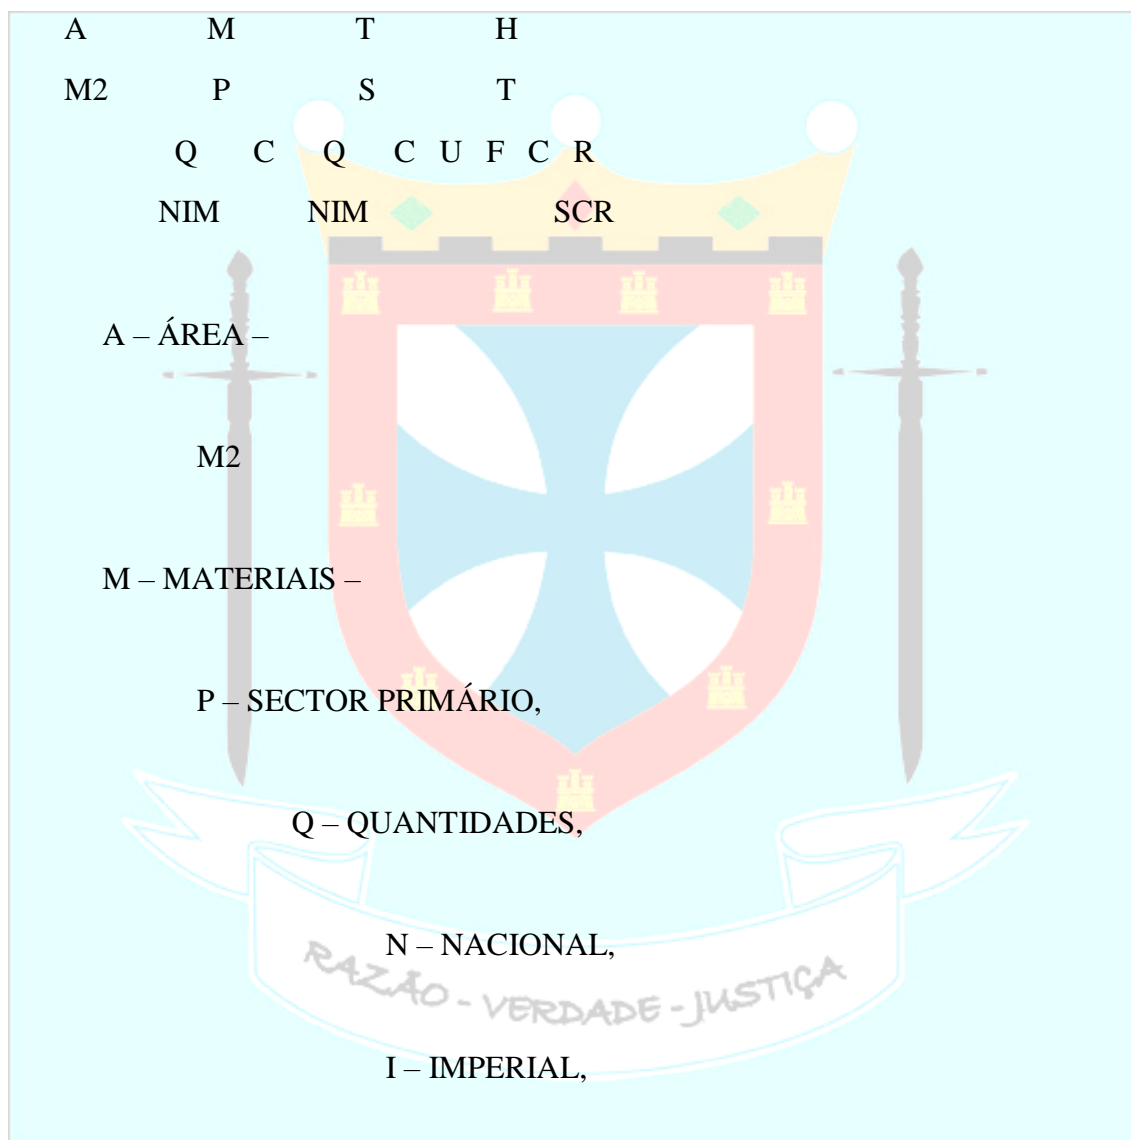 A M T H
M2 P S T
Q C Q C U F C R
NIM NIM SCR
A – ÁREA –
M2
M – MATERIAIS –
P – SECTOR PRIMÁRIO,
Q – QUANTIDADES,
N – NACIONAL,
RAZÃO - VERDADE - JUSTIÇA
I – IMPERIAL,